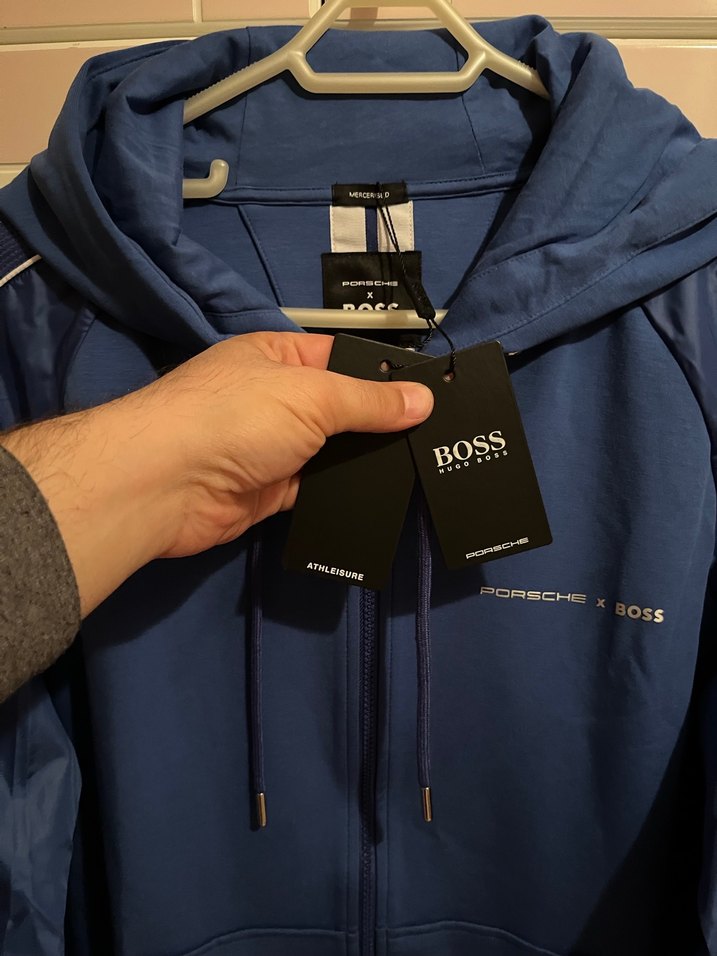 MERCERISED
PORSCHE
x
BOSS
BOSS
HUGO BOSS
PORSCHE
ATHLEISURE
PORSCHE x BOSS